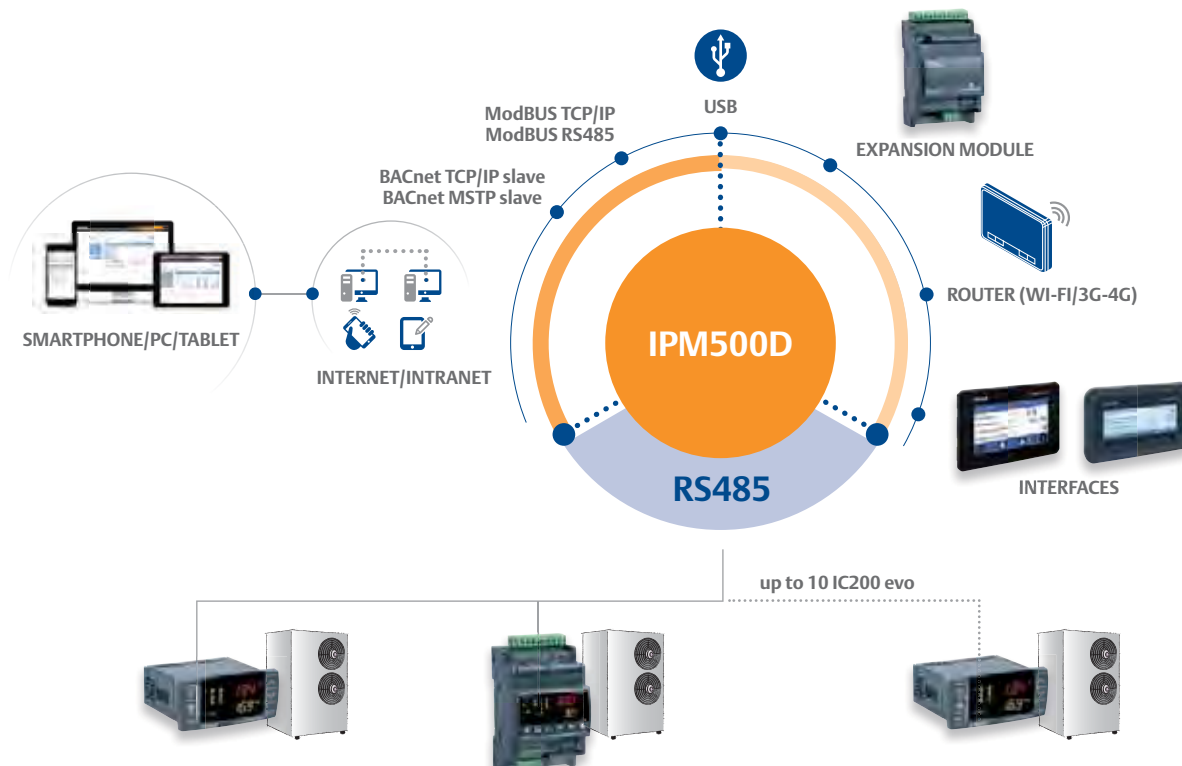 USB
ModBUS TCP/IP
ModBUS RS485
EXPANSION MODULE
BACnet TCP/IP slave
BACnet MSTP slave
ROUTER (WI-FI/3G-4G)
SMARTPHONE/PC/TABLET
IPM500D
INTERNET/INTRANET
INTERFACES
RS485
up to 10 IC200 evo